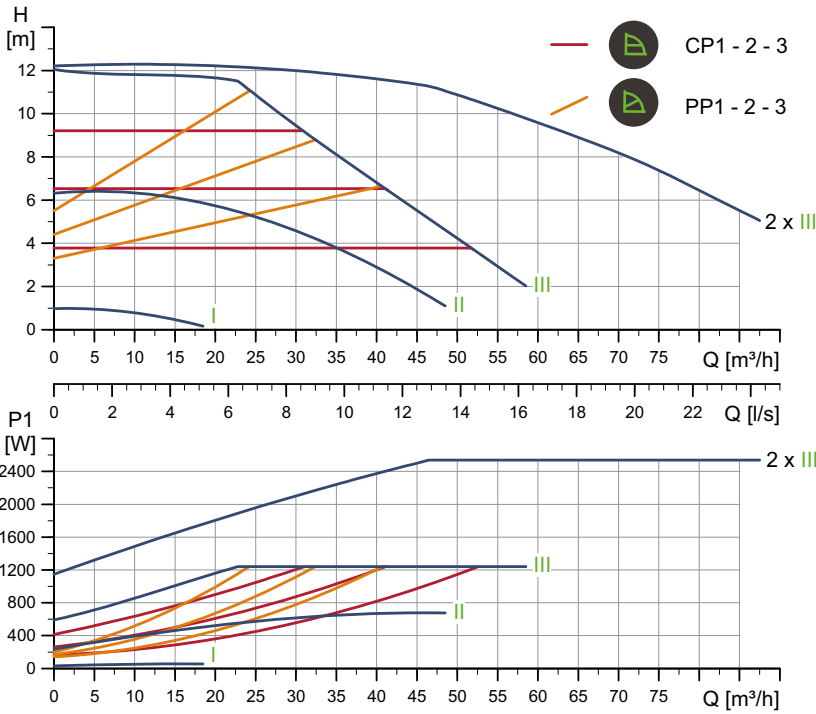 H
[m]
CP1 - 2 - 3
PP1 - 2 - 3
12
10
8
6
4
2
0
2 x III
III
II
I
0 5 10 15 20 25 30 35 40 45 50 55 60 65 70 75 Q [m³/h]
0 2 4 6 8 10 12 14 16 18 20 22 Q [l/s]
P1
[W]
2400
2000
1600
1200
800
400
0
2 x III
III
II
I
0 5 10 15 20 25 30 35 40 45 50 55 60 65 70 75 Q [m³/h]